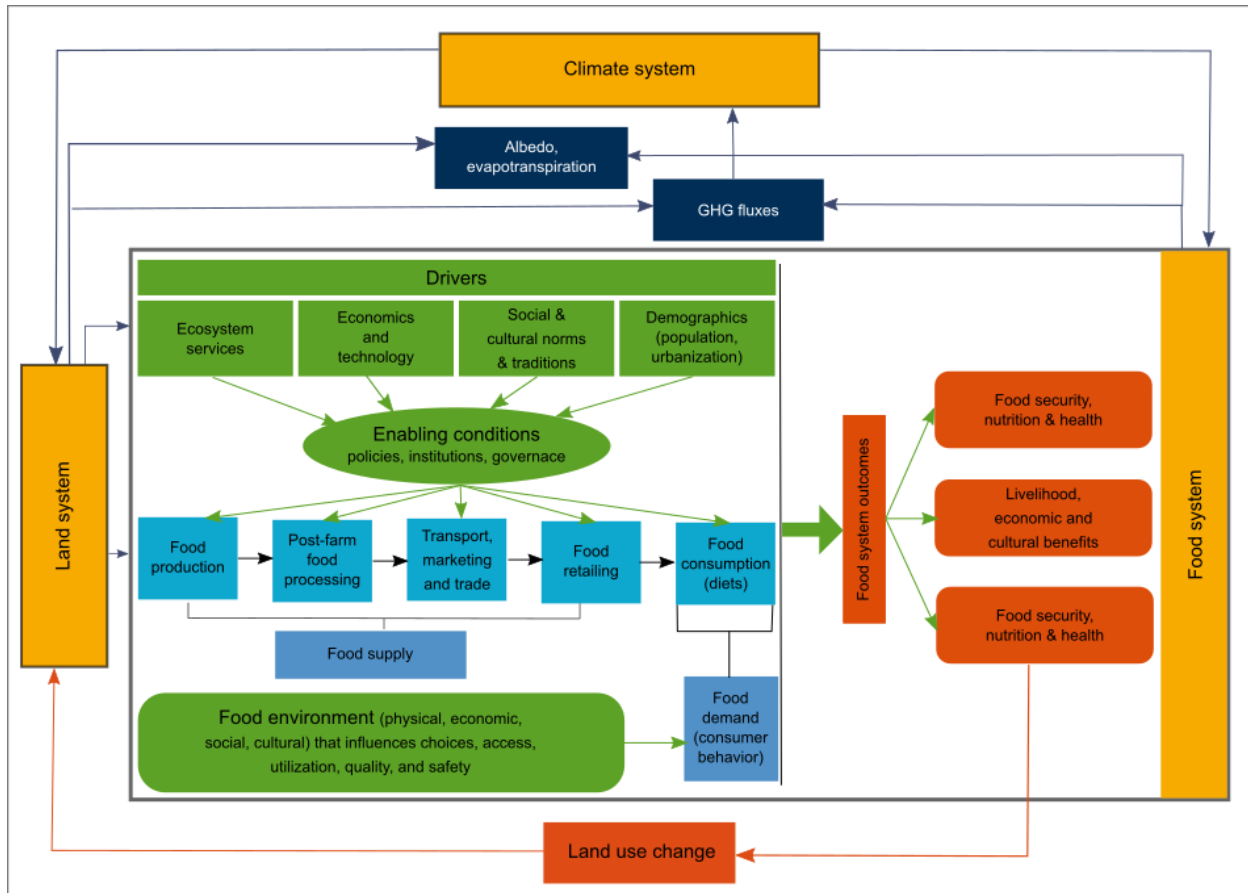 Climate system
Albedo,
evapotranspiration
GHG fluxes
Drivers
Ecosystem
services
Economics
and
technology
Social &
cultural norms
& traditions
Demographics
(population,
urbanization)
Enabling conditions
policies, institutions, governace
Land system
Food
production
Post-farm
food
processing
Transport,
marketing
and trade
Food
retailing
Food
consumption
(diets)
Food supply
Food environment (physical, economic,
social, cultural) that influences choices, access,
utilization, quality, and safety
Food
demand
(consumer
behavior)
Food system outcomes
Food security,
nutrition & health
Livelihood,
economic and
cultural benefits
Food security,
nutrition & health
Food system
Land use change